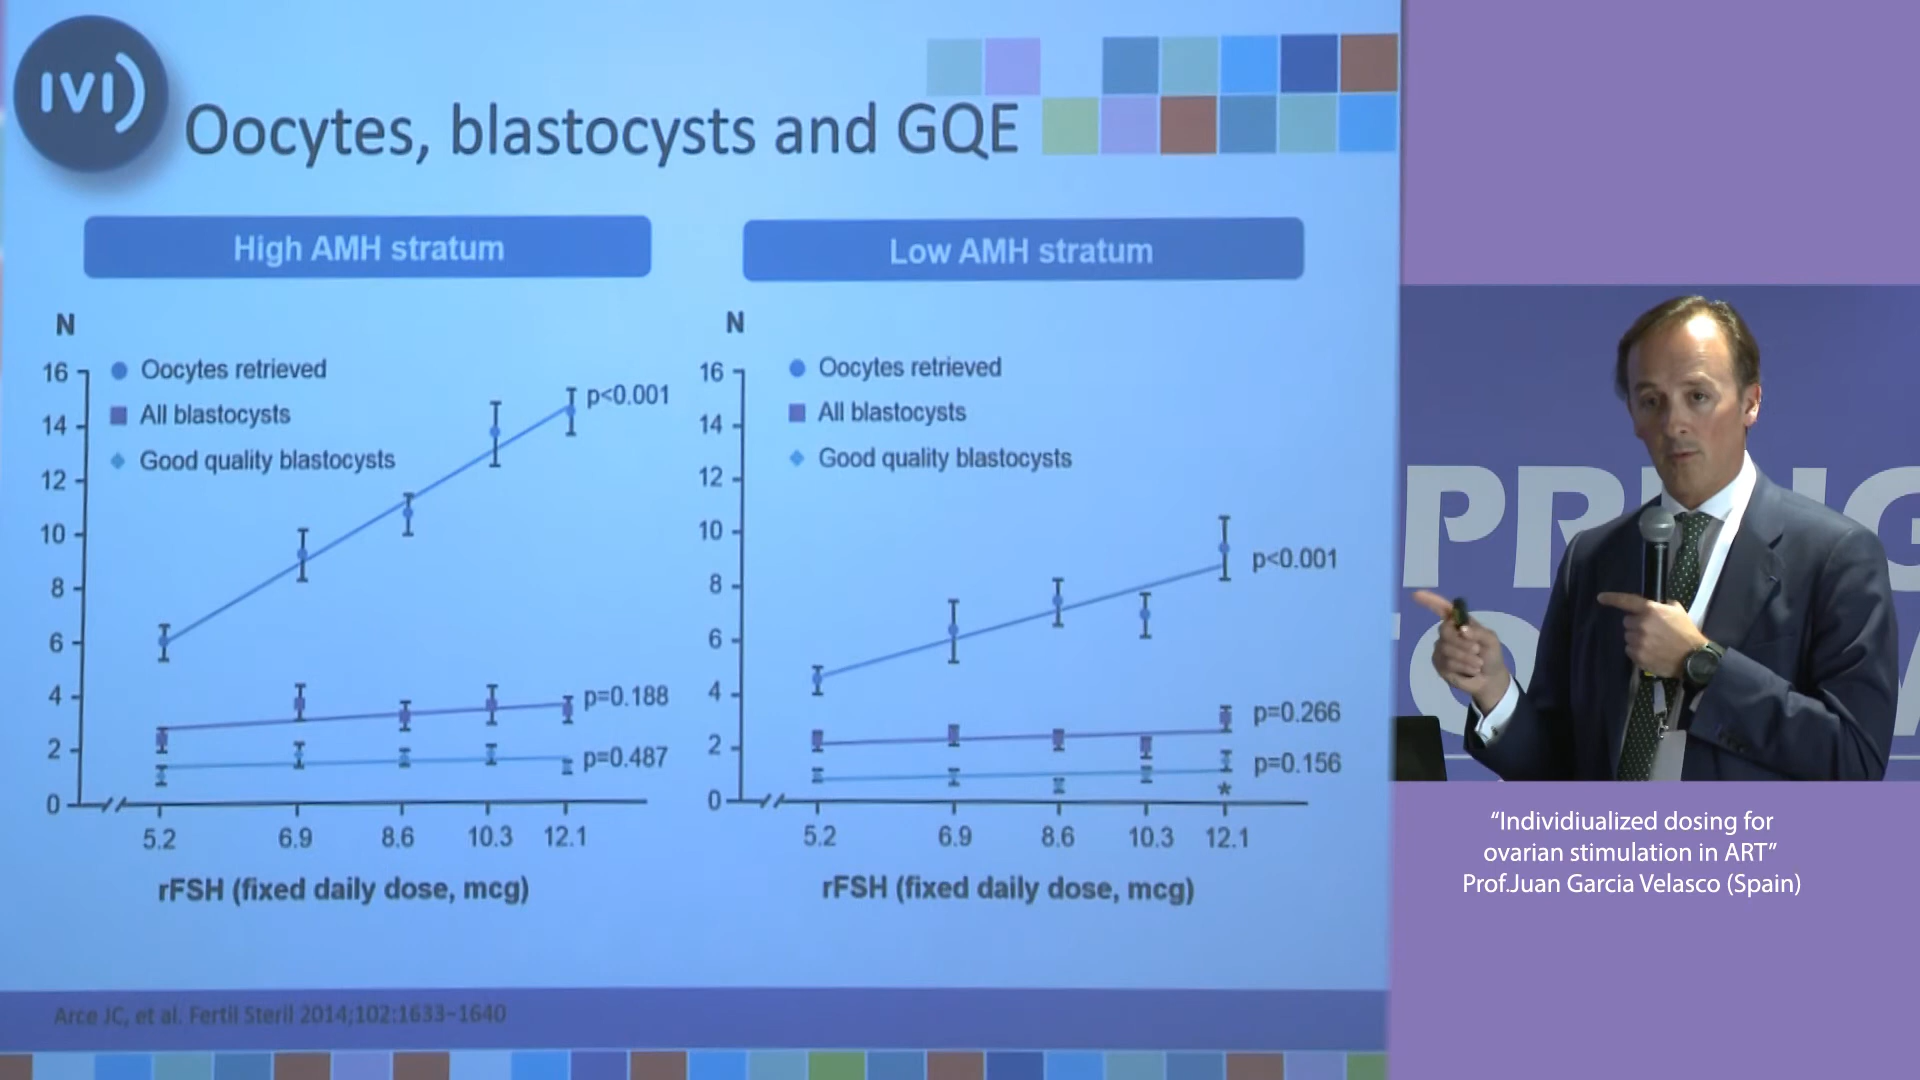 IVI
Oocytes, blastocysts and GQE
High AMH stratum
N
16
14
12
10
8
6
4
2
0
Oocytes retrieved
All blastocysts
Good quality blastocysts
p<0.001
p=0.188
p=0.487
5.2 6.9 8.6 10.3 12.1
rFSH (fixed daily dose, mcg)
Low AMH stratum
N
16
14
12
10
8
6
4
2
0
Oocytes retrieved
All blastocysts
Good quality blastocysts
p<0.001
p=0.266
p=0.156
*
5.2 6.9 8.6 10.3 12.1
rFSH (fixed daily dose, mcg)
Arce JC, et al. Fertil Steril 2014;102:1633–1640
“Individiualized dosing for
ovarian stimulation in ART”
Prof.Juan Garcia Velasco (Spain)